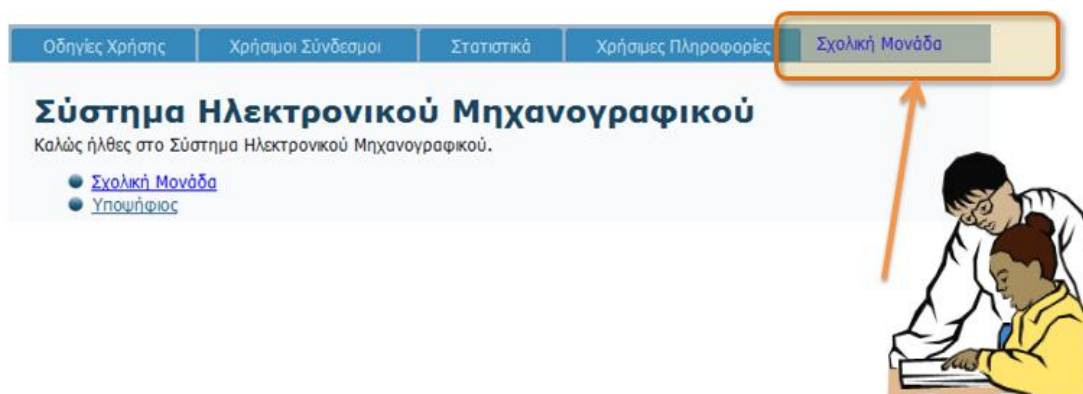 Οδηγίες Χρήσης Χρήσιμοι Σύνδεσμοι Στατιστικά Χρήσιμες Πληροφορίες Σχολική Μονάδα
Σύστημα Ηλεκτρονικού Μηχανογραφικού
Καλώς ήλθες στο Σύστημα Ηλεκτρονικού Μηχανογραφικού.
Σχολική Μονάδα
Υποψήφιος